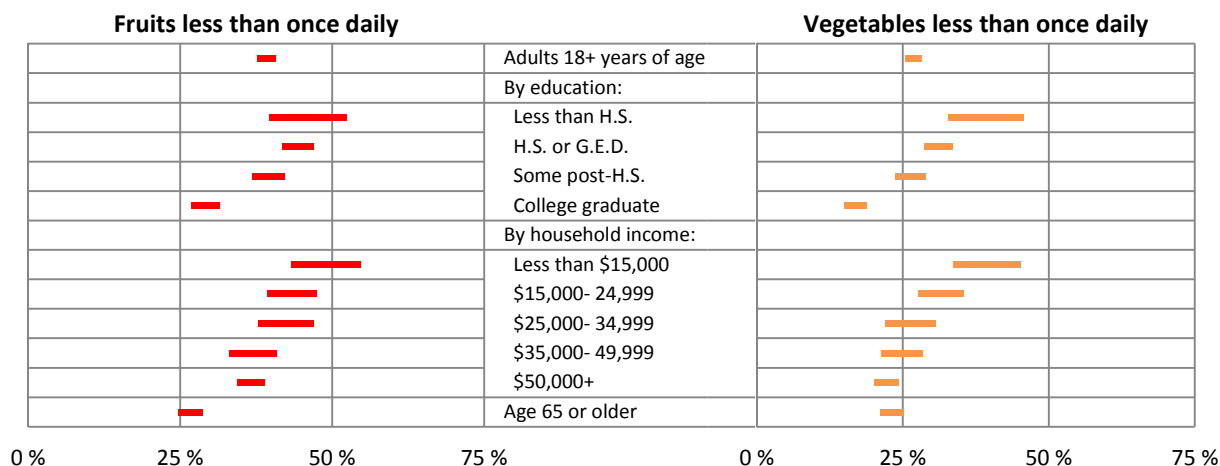 Fruits less than once daily
Vegetables less than once daily
Adults 18+ years of age
By education:
Less than H.S.
H.S. or G.E.D.
Some post-H.S.
College graduate
By household income:
Less than $15,000
$15,000- 24,999
$25,000- 34,999
$35,000- 49,999
$50,000+
Age 65 or older
0 % 25 % 50 % 75 %
0 % 25 % 50 % 75 %